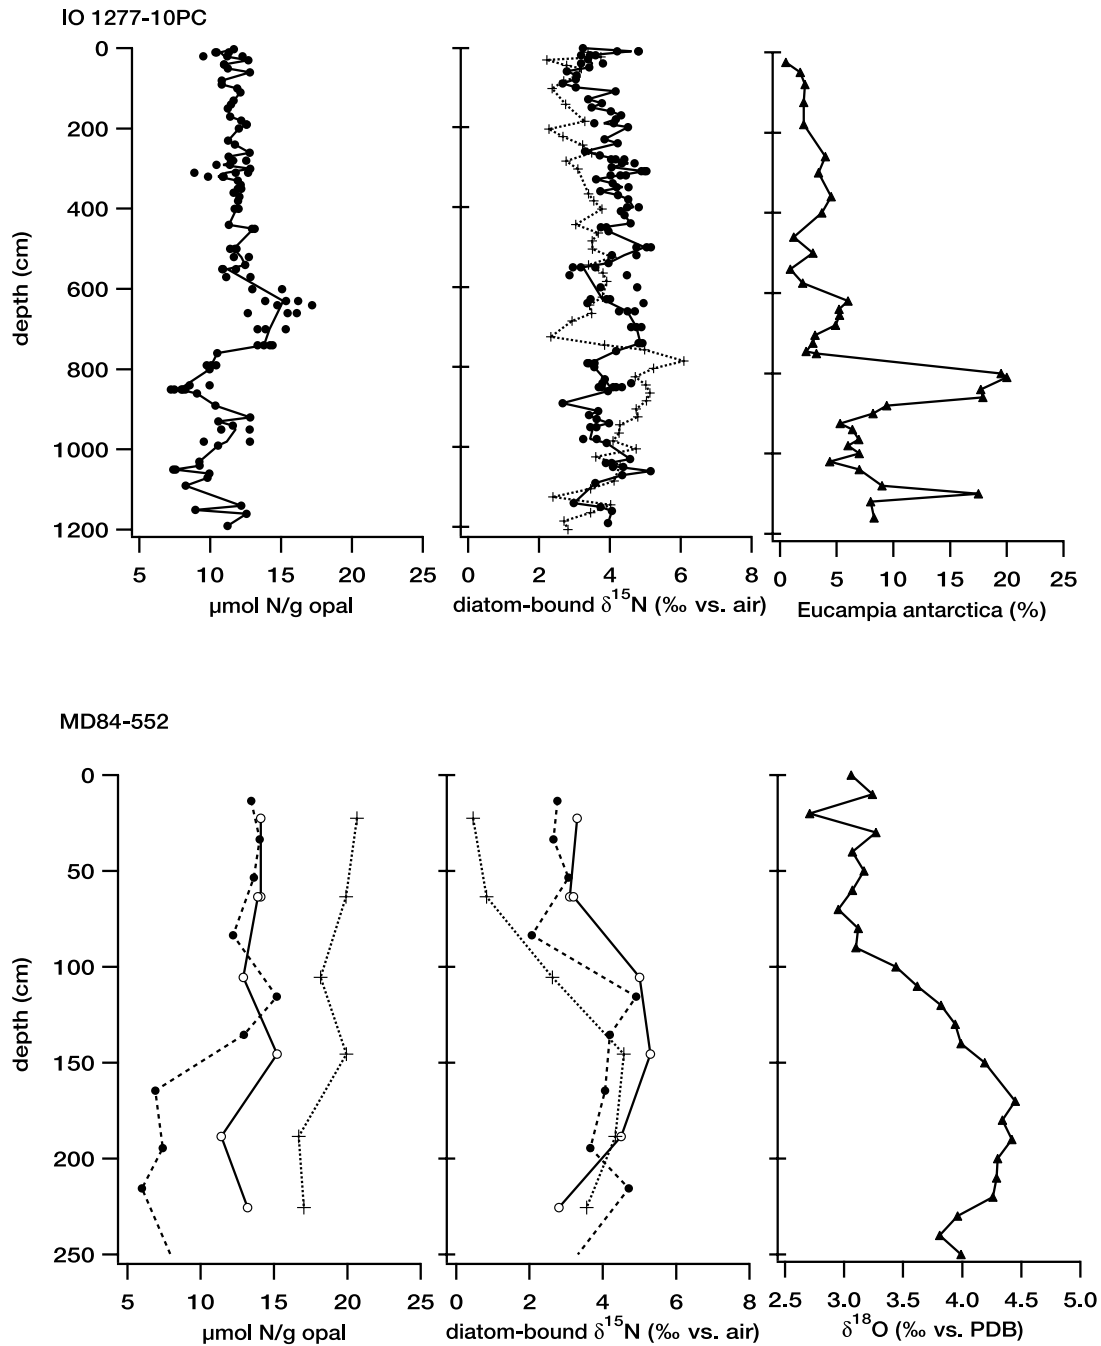 IO 1277-10PC
depth (cm)
0
200
400
600
800
1000
1200
5 10 15 20 25
µmol N/g opal
0 2 4 6 8
diatom-bound δ15N (‰ vs. air)
0 5 10 15 20 25
Eucampia antarctica (%)
MD84-552
depth (cm)
0
50
100
150
200
250
5 10 15 20 25
µmol N/g opal
0 2 4 6 8
diatom-bound δ15N (‰ vs. air)
2.5 3.0 3.5 4.0 4.5 5.0
δ18O (‰ vs. PDB)